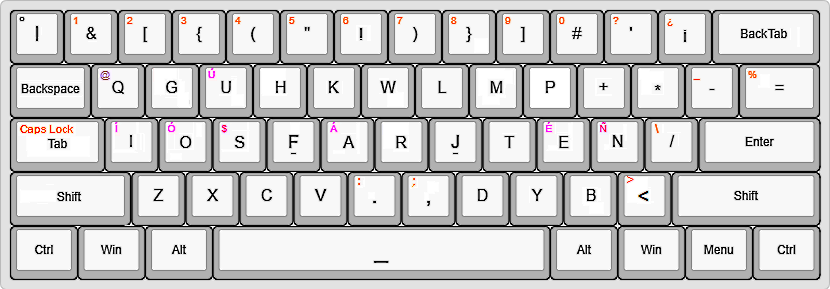 ° | 1 & 2 [ 3 { 4 ( 5 " 6 ! 7 ) 8 } 9 ] 0 # ? ' ¿ ¡ BackTab
Backspace @ Q G Ú U H K W L M P + * _ - % =
Caps Lock Tab Í I Ó O $ S F Á A R J T É E Ñ N \ / Enter
Shift Z X C V : . ; , D Y B > < Shift
Ctrl Win Alt _ Alt Win Menu Ctrl